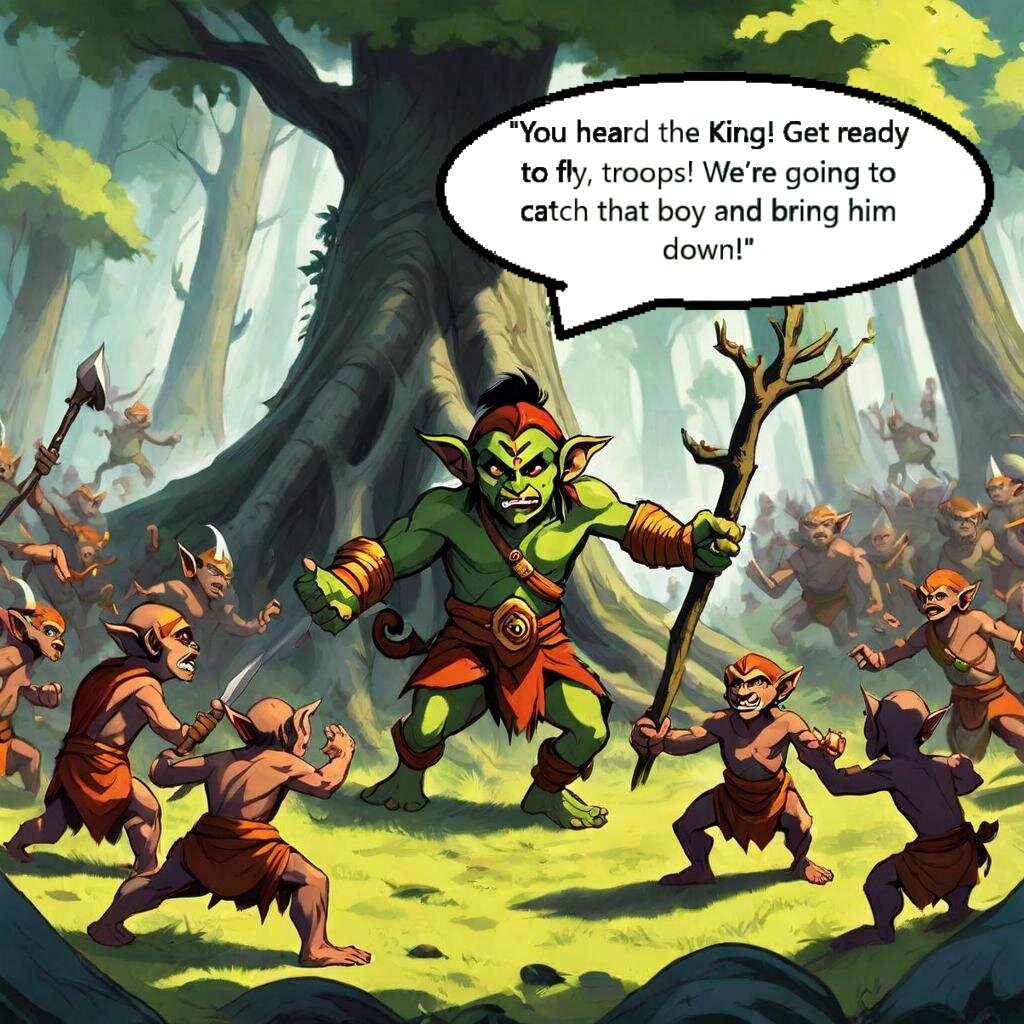 "You heard the King! Get ready
to fly, troops! We’re going to
catch that boy and bring him
down!"